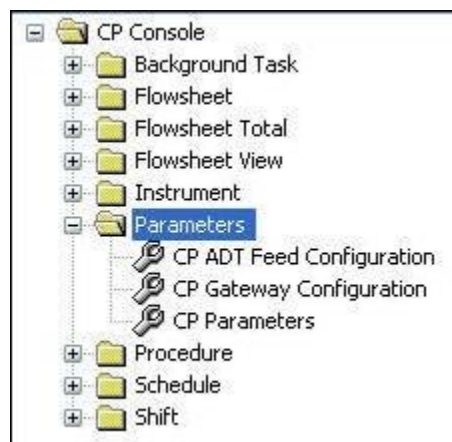 CP Console
Background Task
Flowsheet
Flowsheet Total
Flowsheet View
Instrument
Parameters
CP ADT Feed Configuration
CP Gateway Configuration
CP Parameters
Procedure
Schedule
Shift